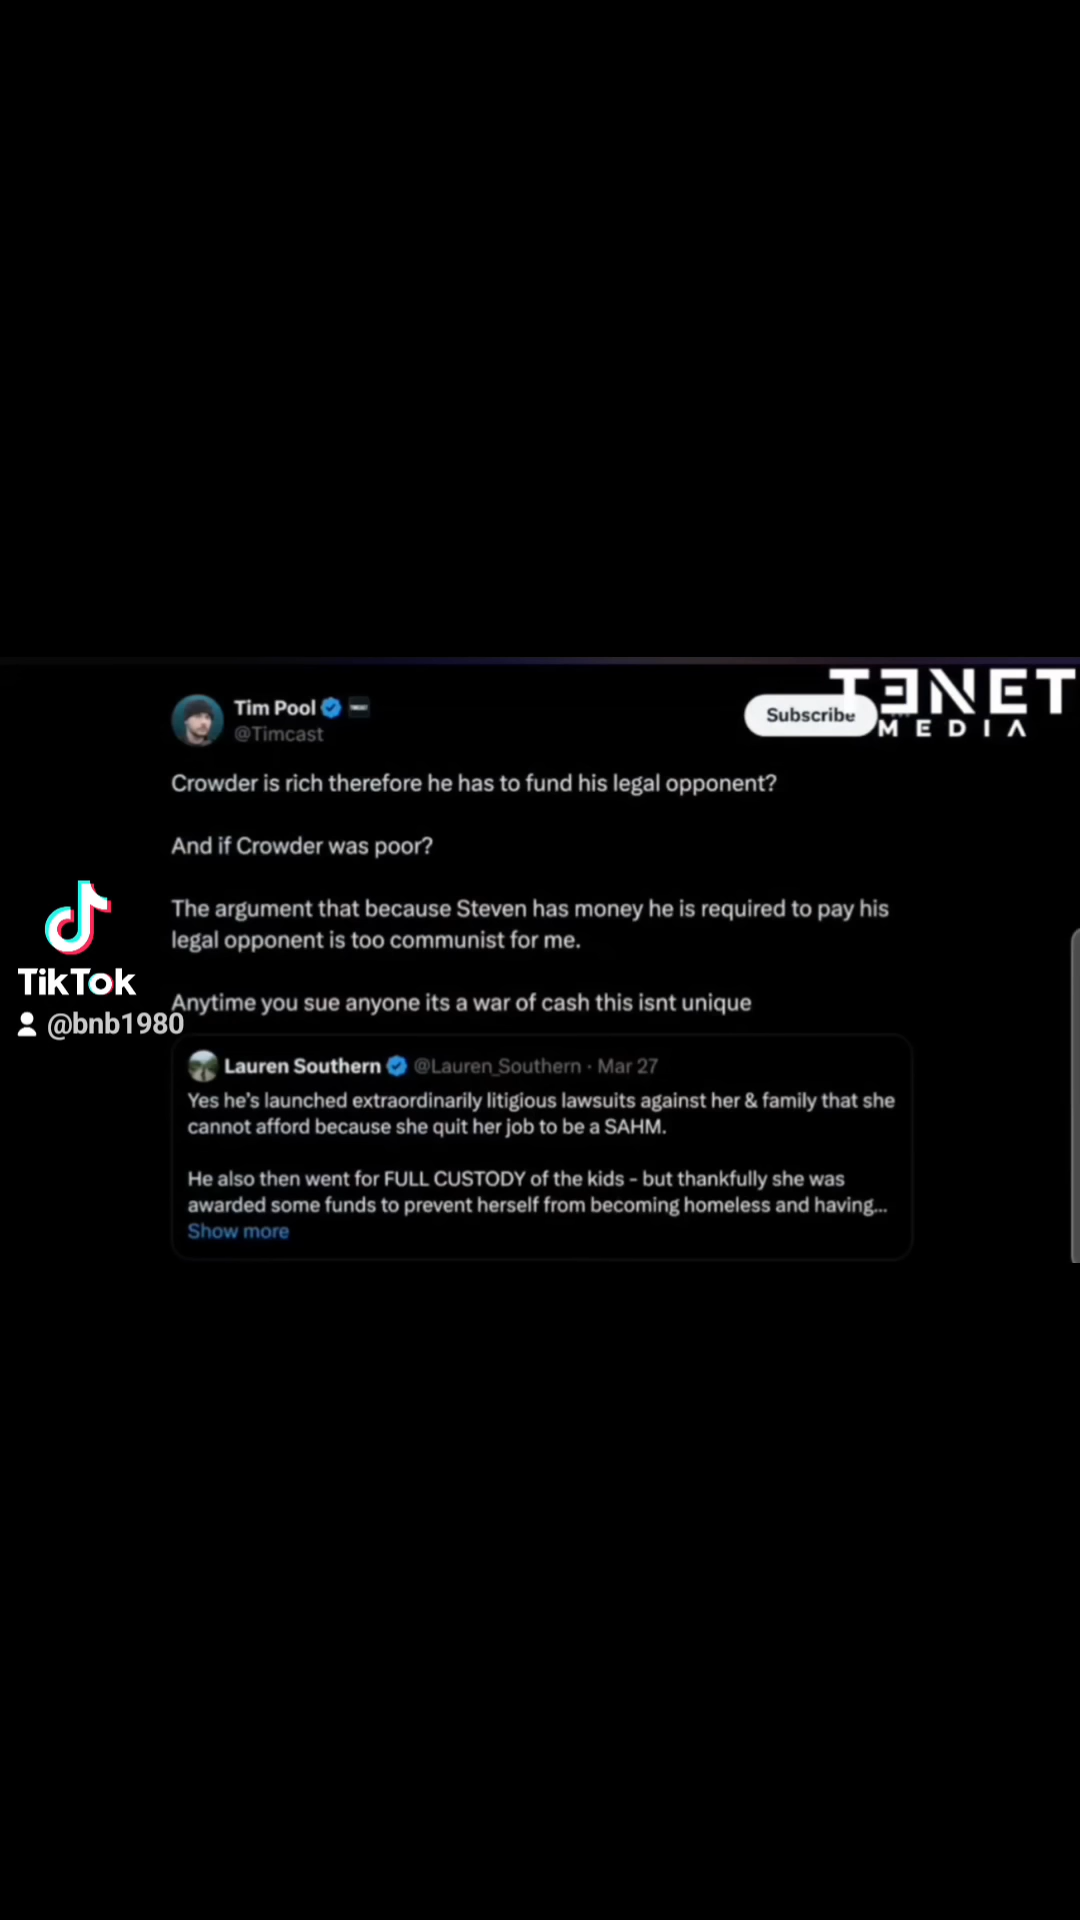 TENET
MEDIA
Tim Pool
@Timcast
Subscribe
Crowder is rich therefore he has to fund his legal opponent?
And if Crowder was poor?
The argument that because Steven has money he is required to pay his
legal opponent is too communist for me.
Anytime you sue anyone its a war of cash this isnt unique
Lauren Southern @Lauren_Southern · Mar 27
Yes he's launched extraordinarily litigious lawsuits against her & family that she
cannot afford because she quit her job to be a SAHM.
He also then went for FULL CUSTODY of the kids - but thankfully she was
awarded some funds to prevent herself from becoming homeless and having...
Show more
TikTok
@bnb1980